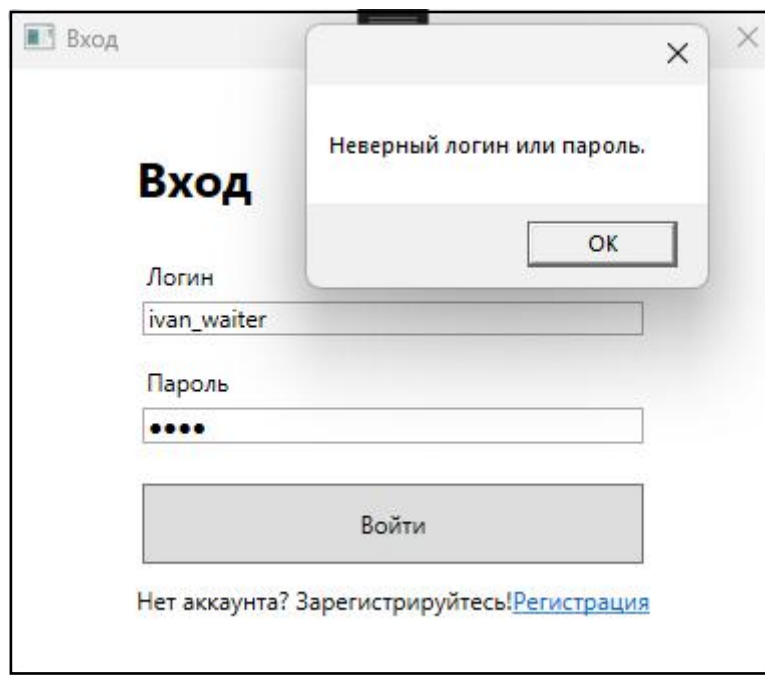 Вход
Неверный логин или пароль.
OK
Вход
Логин
ivan_waiter
Пароль
••••
Войти
Нет аккаунта? Зарегистрируйтесь!Регистрация